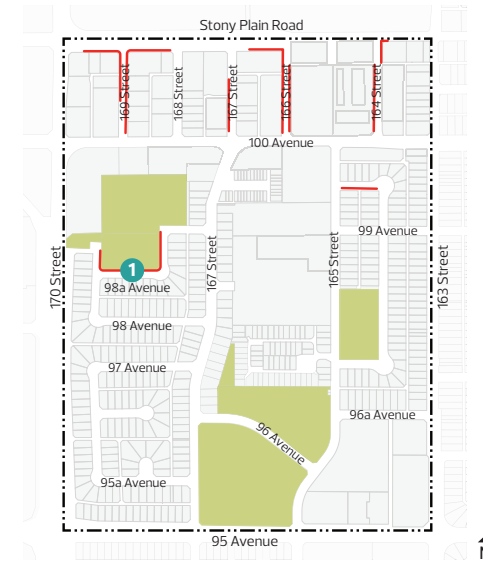 Stony Plain Road
169 Street
168 Street
167 Street
166 Street
164 Street
100 Avenue
99 Avenue
170 Street
167 Street
165 Street
163 Street
1
98a Avenue
98 Avenue
97 Avenue
96a Avenue
96 Avenue
95a Avenue
95 Avenue
N